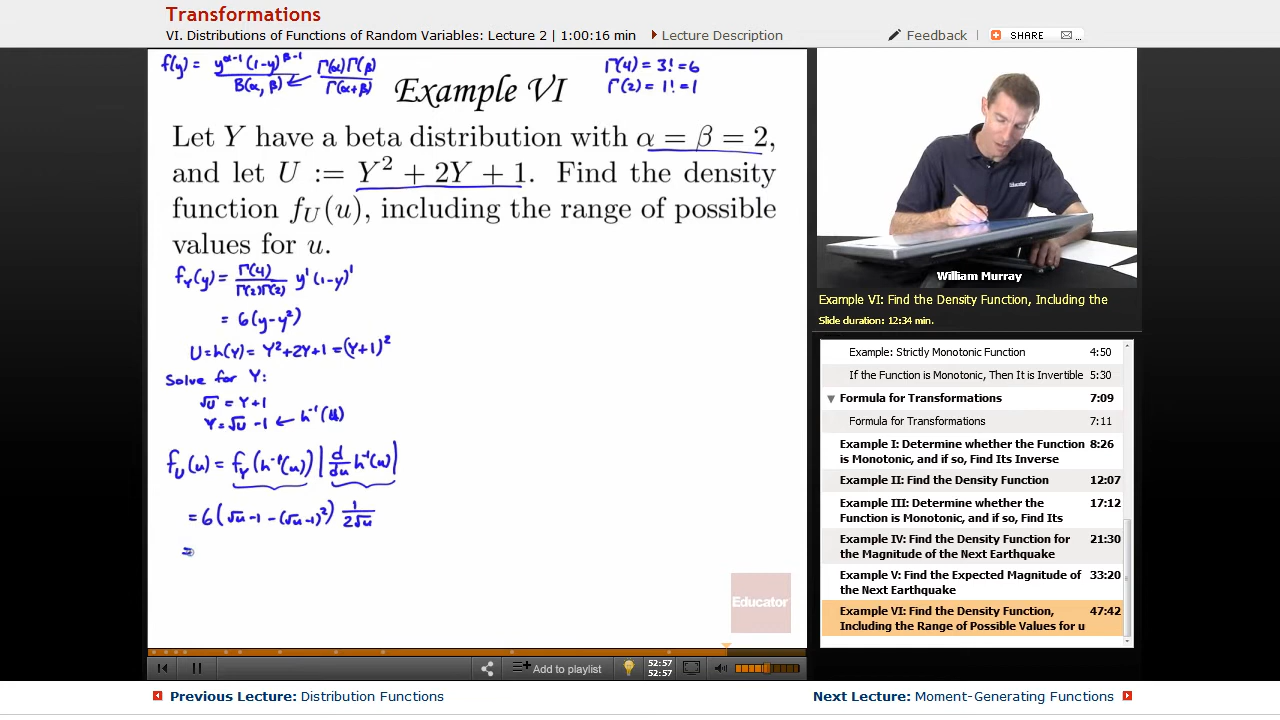 Transformations
VI. Distributions of Functions of Random Variables: Lecture 2 | 1:00:16 min
Lecture Description
Feedback
SHARE
f(y) = y^(α-1) (1-y)^(β-1) / B(α, β) ← Γ(α)Γ(β) / Γ(α+β)
Γ(4) = 3! = 6
Γ(2) = 1! = 1
Example VI
Let Y have a beta distribution with α = β = 2,
and let U := Y² + 2Y + 1. Find the density
function f_U(u), including the range of possible
values for u.
f_Y(y) = Γ(4) / Γ(2)Γ(2) y¹(1-y)¹
= 6(y-y²)
U = h(Y) = Y²+2Y+1 = (Y+1)²
Solve for Y:
√U = Y+1
Y = √U -1 ← h⁻¹(U)
f_U(u) = f_Y(h⁻¹(u)) |d/du h⁻¹(u)|
= 6(√u-1 - (√u-1)²) 1/(2√u)
=
Educator
Educator
William Murray
Example VI: Find the Density Function, Including the
Slide duration: 12:34 min.
Example: Strictly Monotonic Function 4:50
If the Function is Monotonic, Then It is Invertible 5:30
Formula for Transformations 7:09
Formula for Transformations 7:11
Example I: Determine whether the Function 8:26
is Monotonic, and if so, Find Its Inverse
Example II: Find the Density Function 12:07
Example III: Determine whether the 17:12
Function is Monotonic, and if so, Find Its
Example IV: Find the Density Function for 21:30
the Magnitude of the Next Earthquake
Example V: Find the Expected Magnitude of 33:20
the Next Earthquake
Example VI: Find the Density Function, 47:42
Including the Range of Possible Values for u
Add to playlist
52:57
52:57
Previous Lecture: Distribution Functions
Next Lecture: Moment-Generating Functions